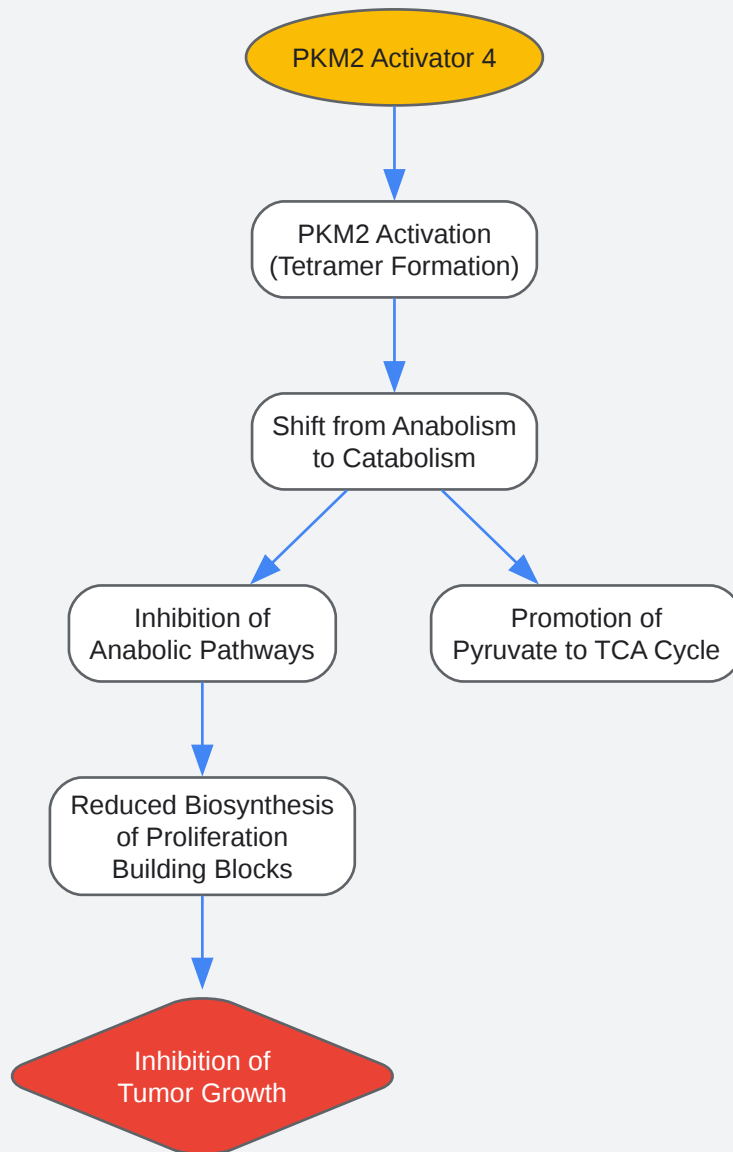 PKM2 Activator 4
PKM2 Activation
(Tetramer Formation)
Shift from Anabolism
to Catabolism
Inhibition of
Anabolic Pathways
Promotion of
Pyruvate to TCA Cycle
Reduced Biosynthesis
of Proliferation
Building Blocks
Inhibition of
Tumor Growth